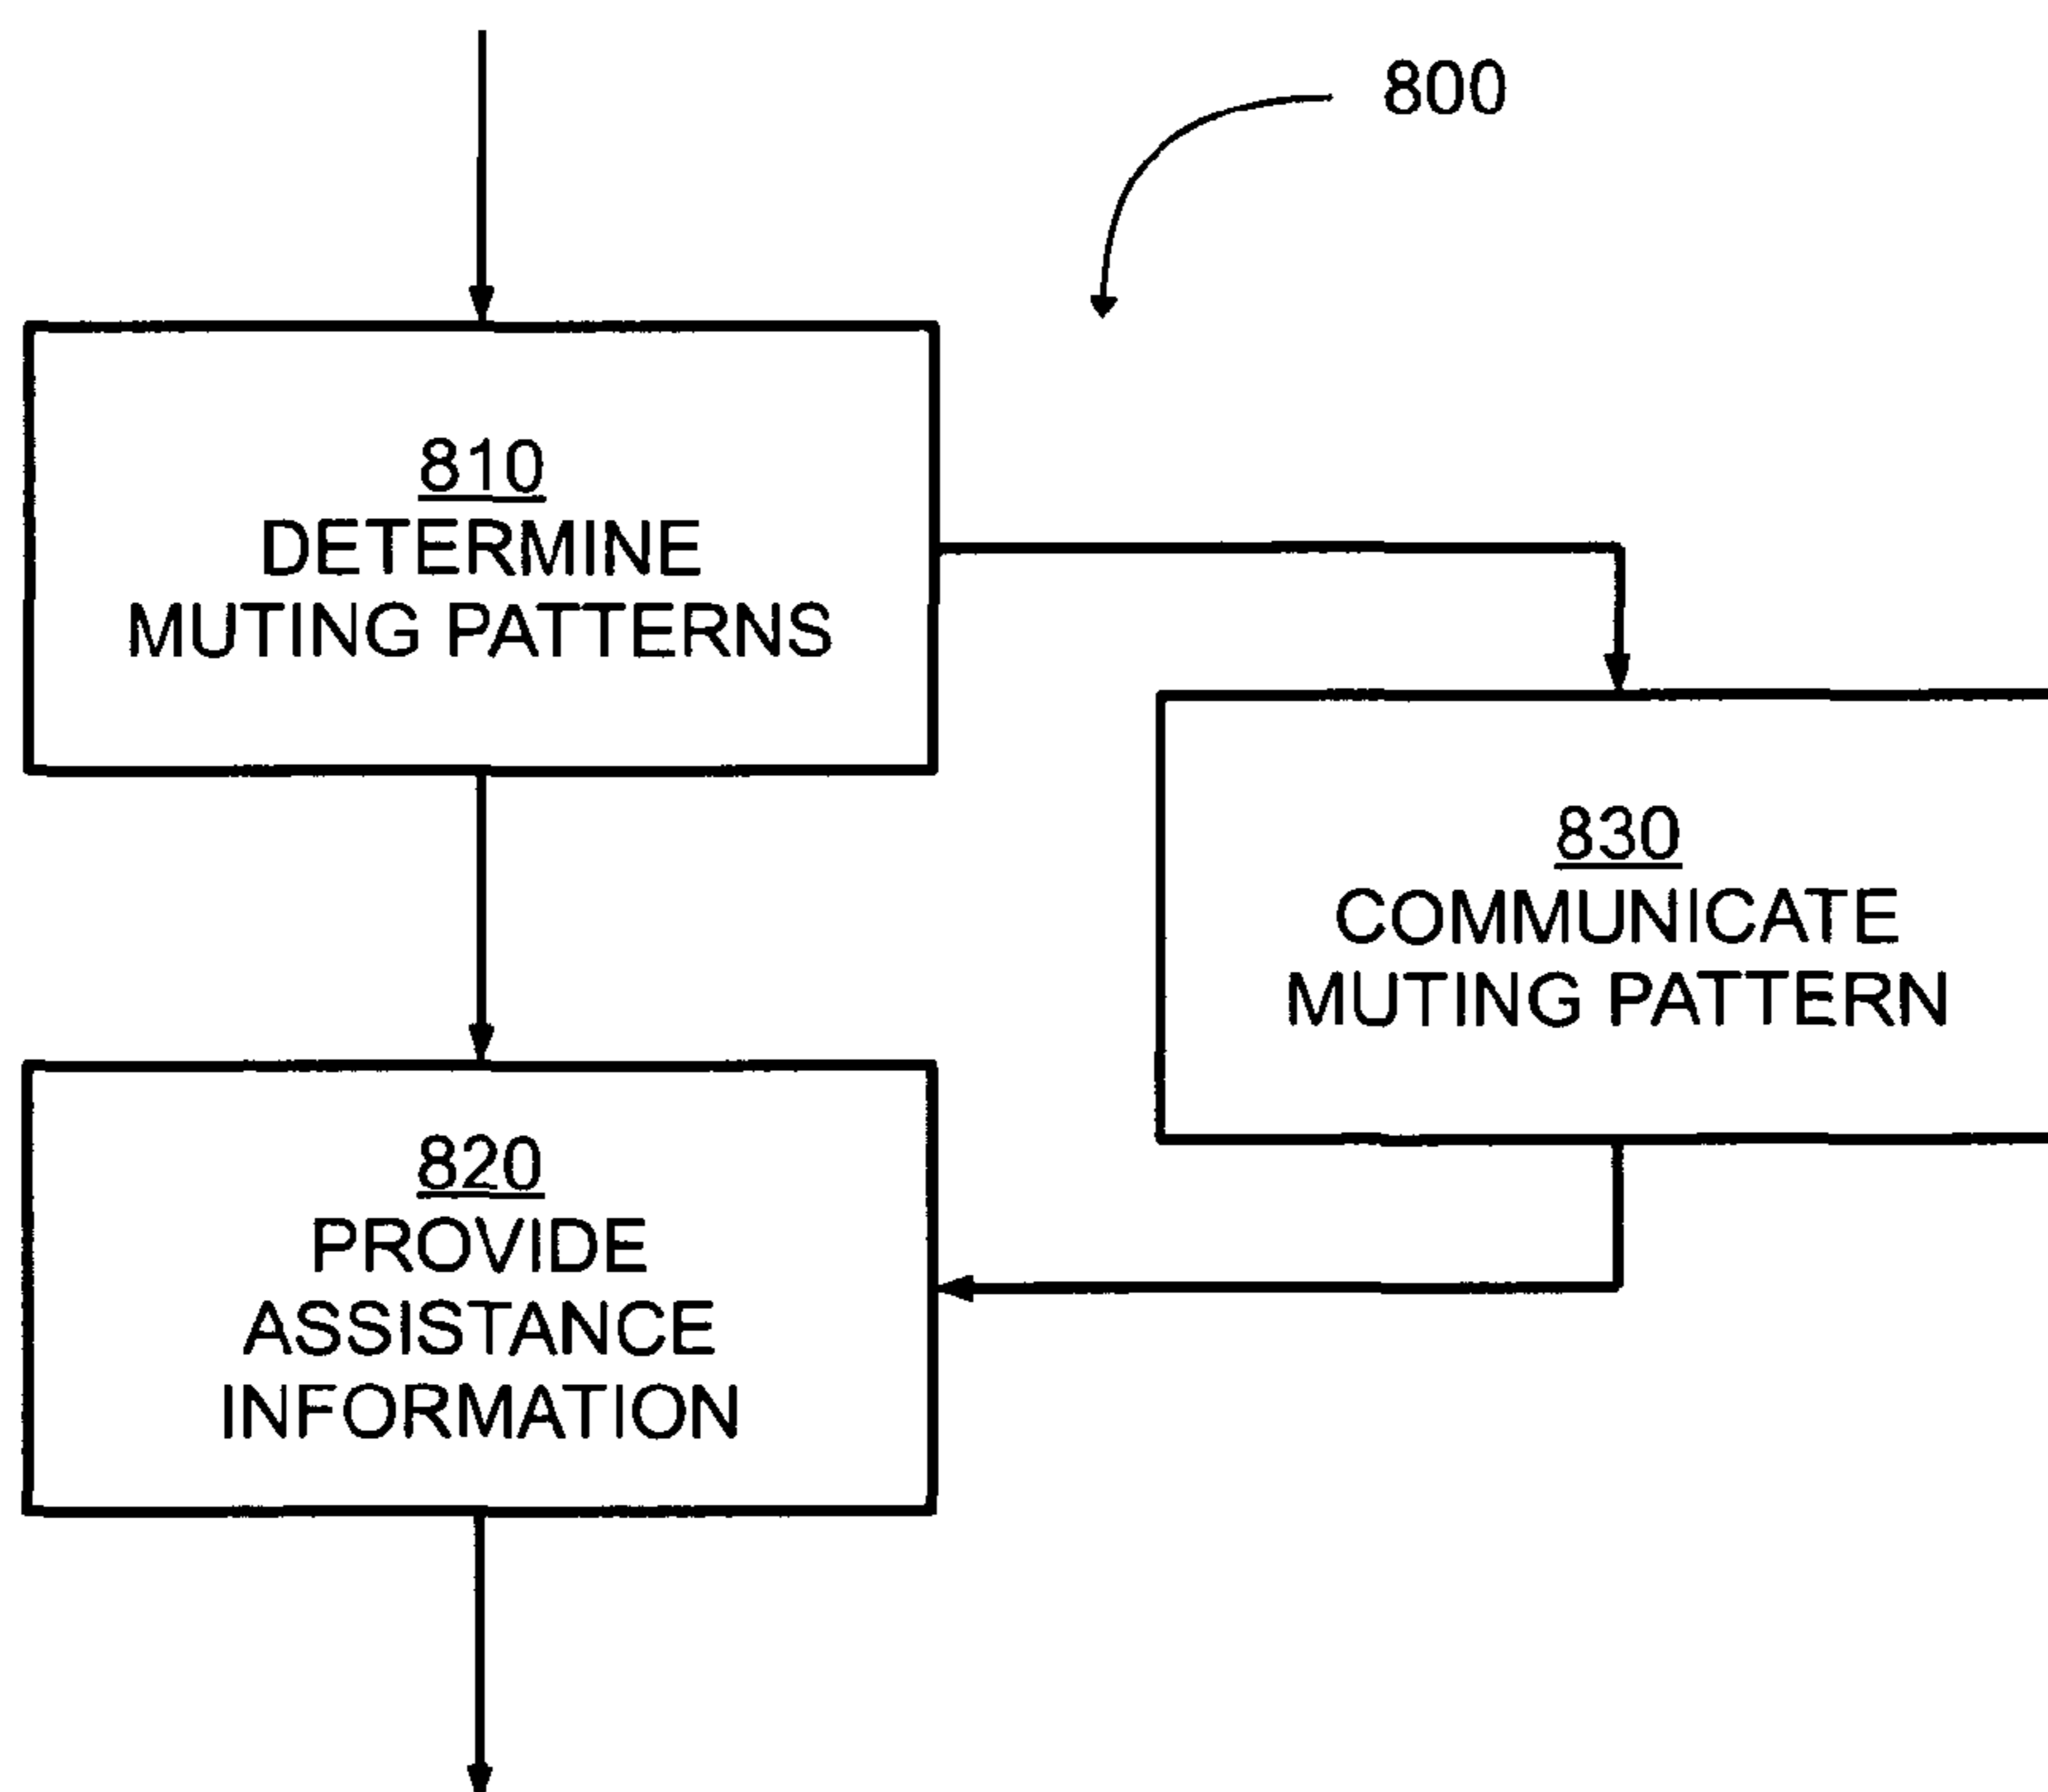 800
810
DETERMINE
MUTING PATTERNS
830
COMMUNICATE
MUTING PATTERN
820
PROVIDE
ASSISTANCE
INFORMATION